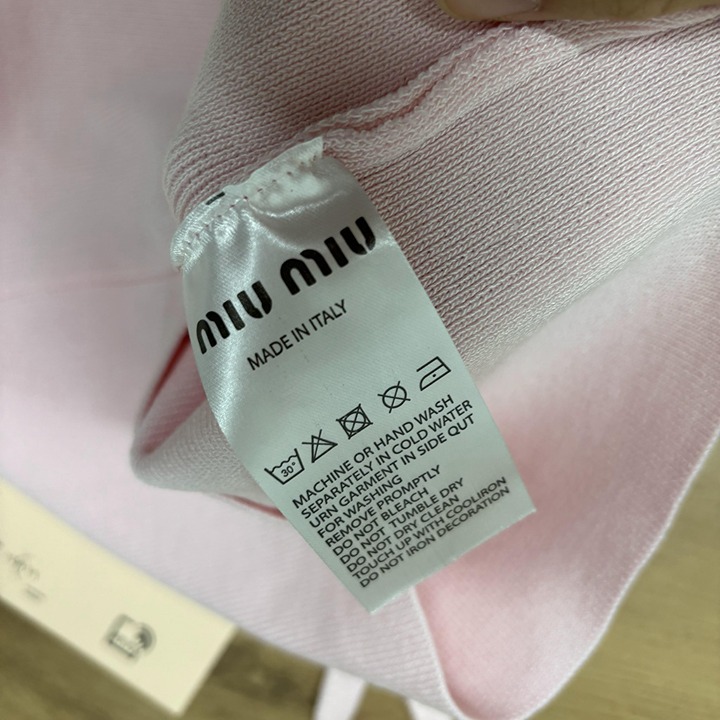 MIU MIU
MADE IN ITALY
30°
MACHINE OR HAND WASH
SEPARATELY IN COLD WATER
URN GARMENT IN SIDE QUT
FOR WASHING
REMOVE PROMPTLY
DO NOT BLEACH
DO NOT TUMBLE DRY
DO NOT DRY CLEAN
TOUCH UP WITH COOLIRON
DO NOT IRON DECORATION